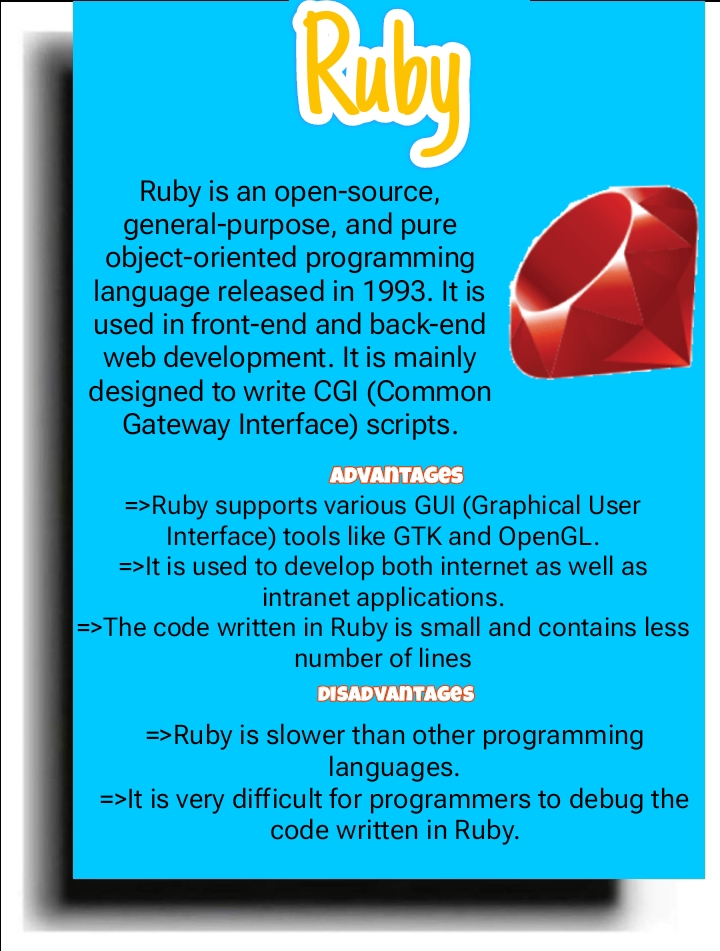 Ruby
Ruby is an open-source,
general-purpose, and pure
object-oriented programming
language released in 1993. It is
used in front-end and back-end
web development. It is mainly
designed to write CGI (Common
Gateway Interface) scripts.
ADVANTAGES
=>Ruby supports various GUI (Graphical User
Interface) tools like GTK and OpenGL.
=>It is used to develop both internet as well as
intranet applications.
=>The code written in Ruby is small and contains less
number of lines
DISADVANTAGES
=>Ruby is slower than other programming
languages.
=>It is very difficult for programmers to debug the
code written in Ruby.